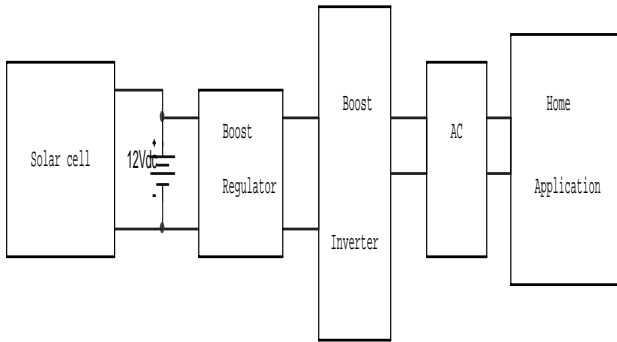 Solar cell
12Vdc
+
-
Boost
Regulator
Boost
Inverter
AC
Home
Application